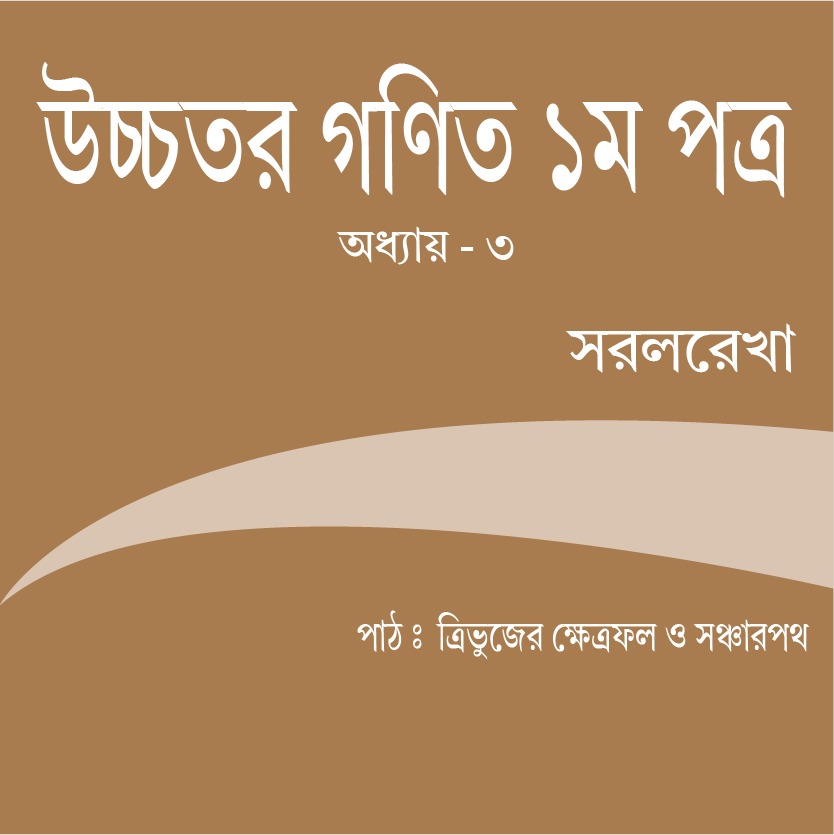 উচ্চতর গণিত ১ম পত্র
অধ্যায় - ৩
সরলরেখা
পাঠ ঃ ত্রিভুজের ক্ষেত্রফল ও সঞ্চারপথ